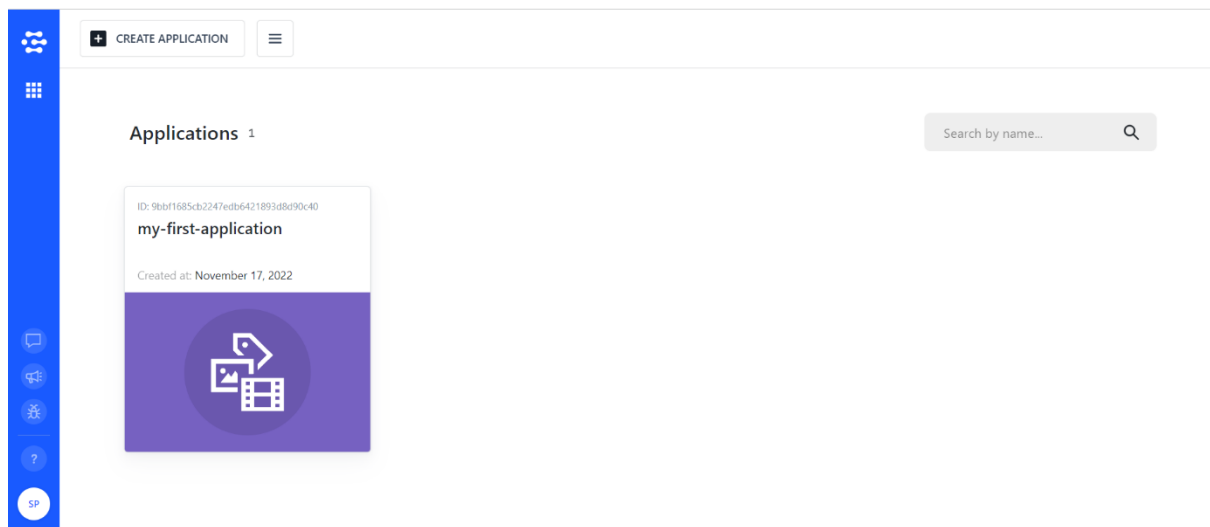 CREATE APPLICATION
Applications 1
Search by name...
ID: 9bbf1685cb2247edb6421893d8d90c40
my-first-application
Created at: November 17, 2022
?
SP